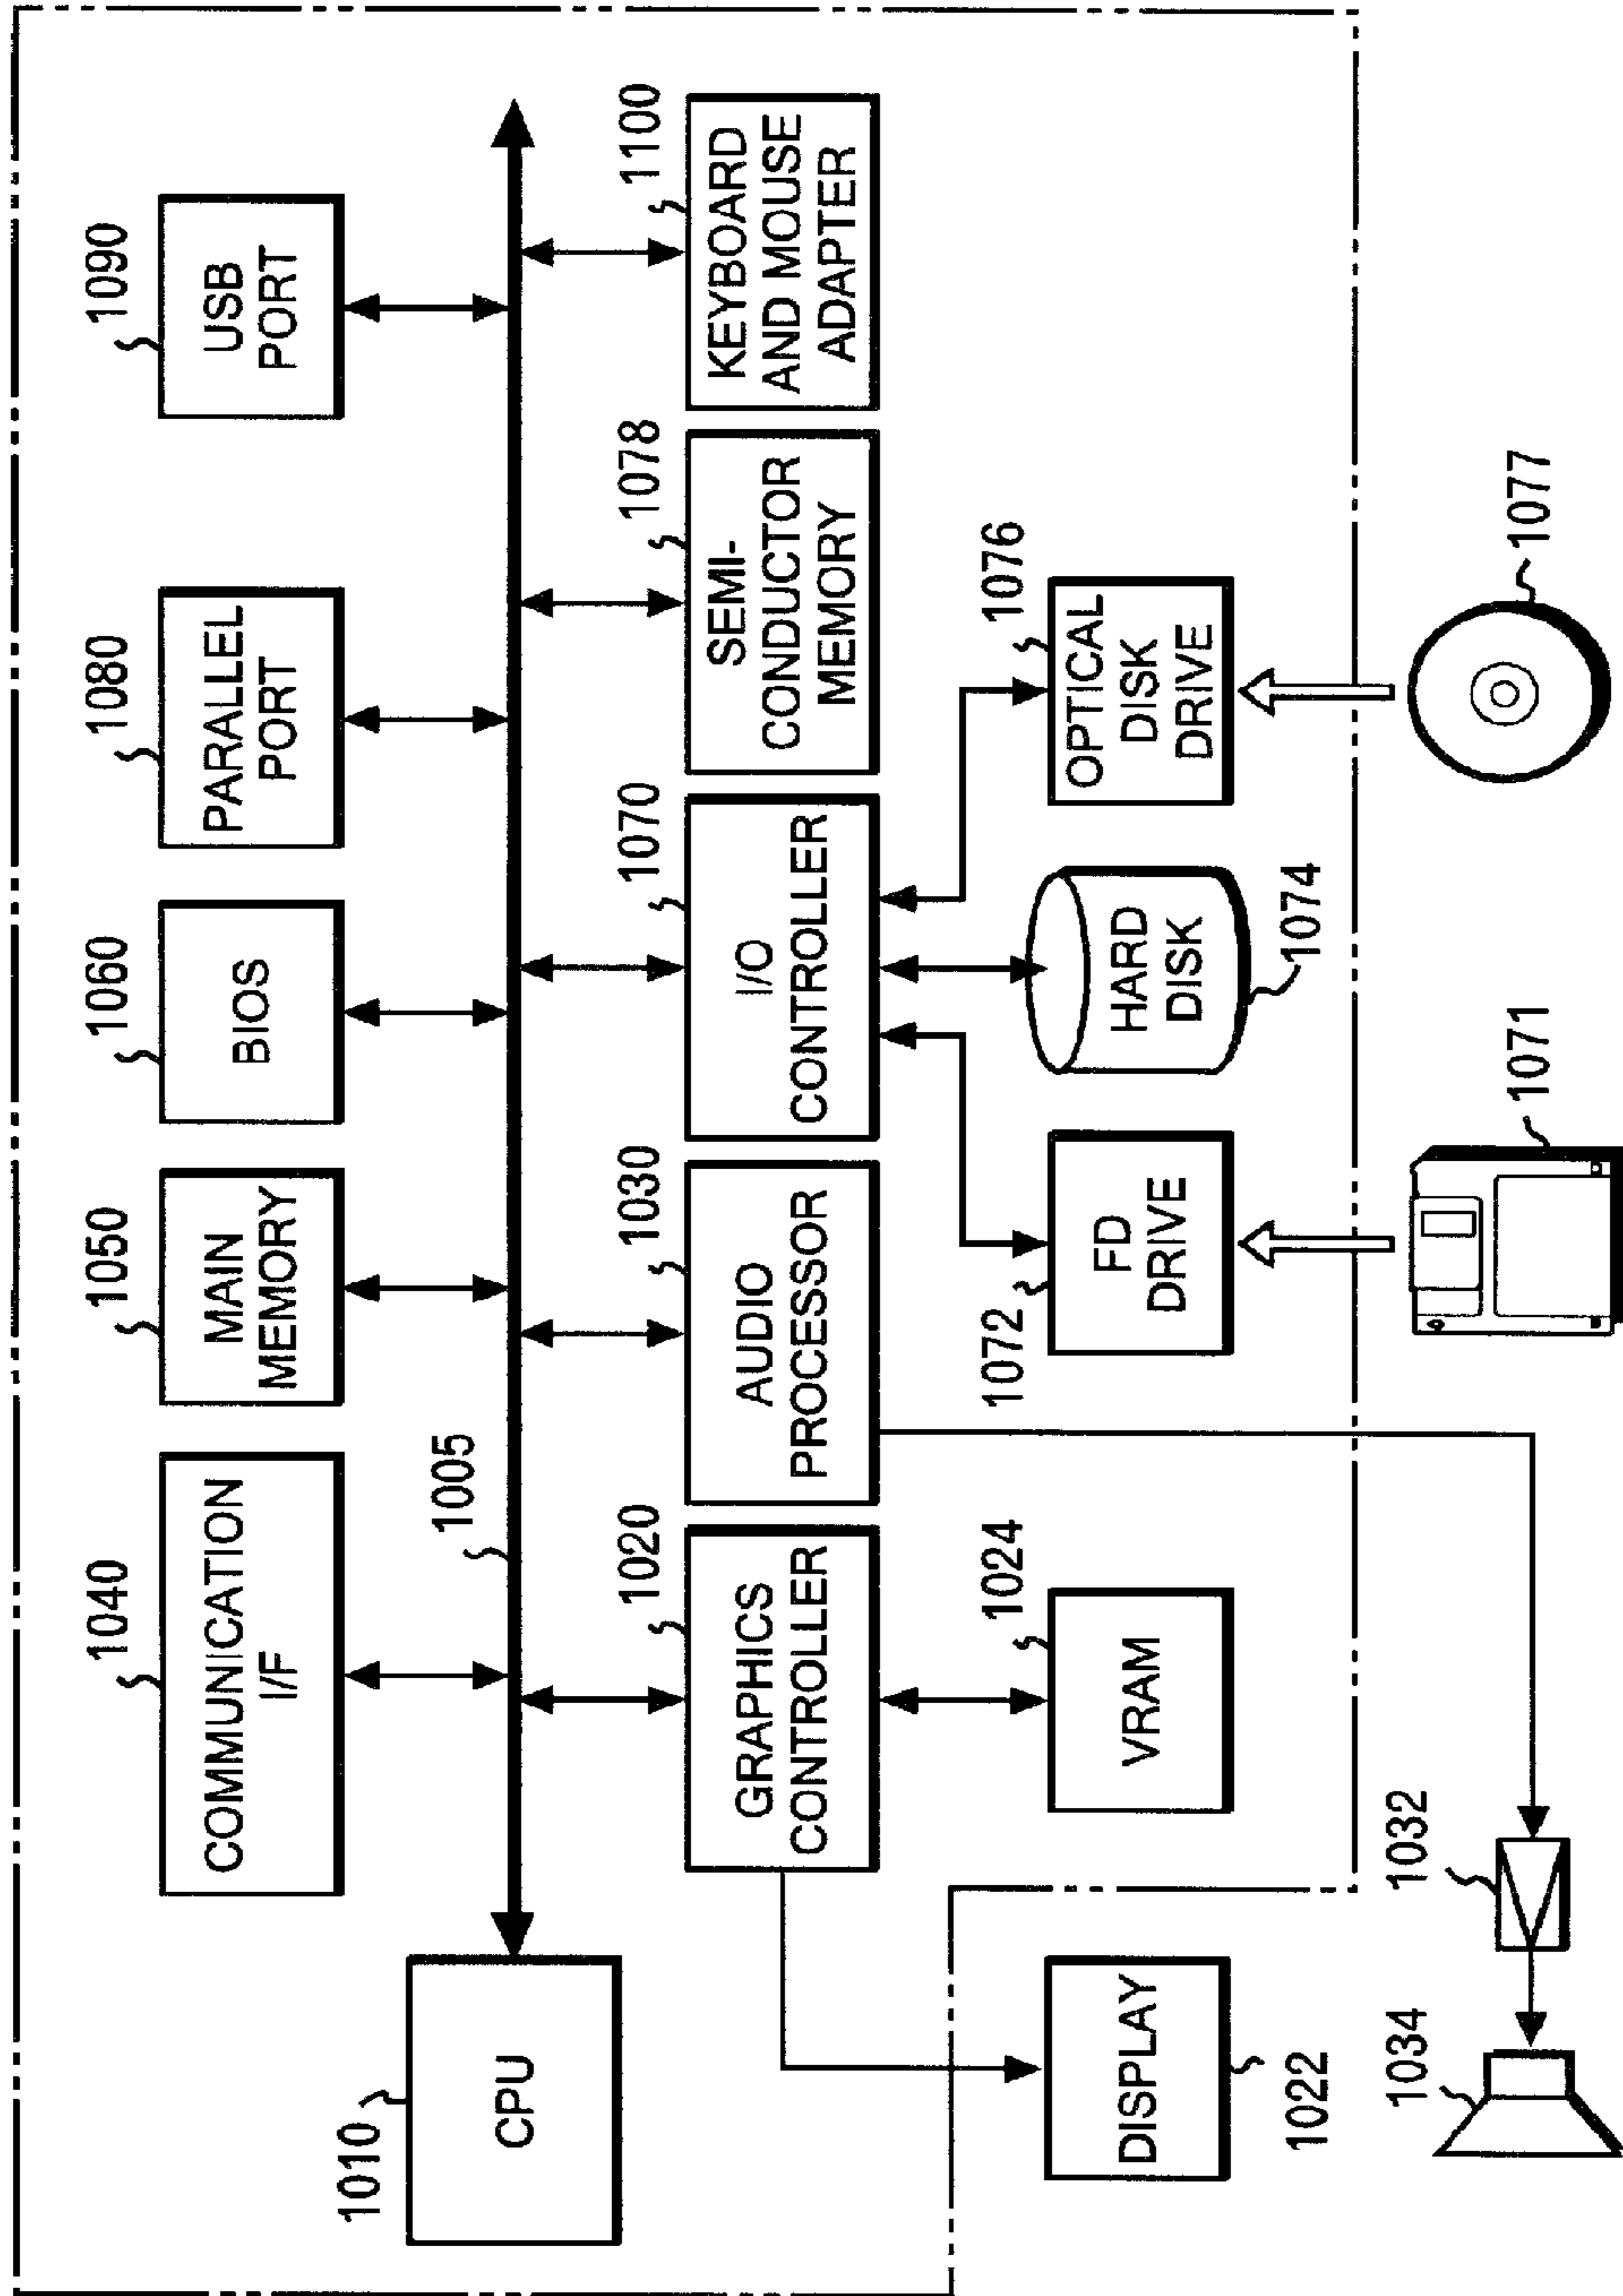 1040
COMMUNICATION
I/F
1050
MAIN
MEMORY
1060
BIOS
1080
PARALLEL
PORT
1090
USB
PORT
1010
CPU
1005
1020
GRAPHICS
CONTROLLER
1030
AUDIO
PROCESSOR
1070
I/O
CONTROLLER
1078
SEMI-
CONDUCTOR
MEMORY
1100
KEYBOARD
AND MOUSE
ADAPTER
DISPLAY
1022
1024
VRAM
1072
FD
DRIVE
HARD
DISK
1074
1076
OPTICAL
DISK
DRIVE
1034
1032
1071
1077